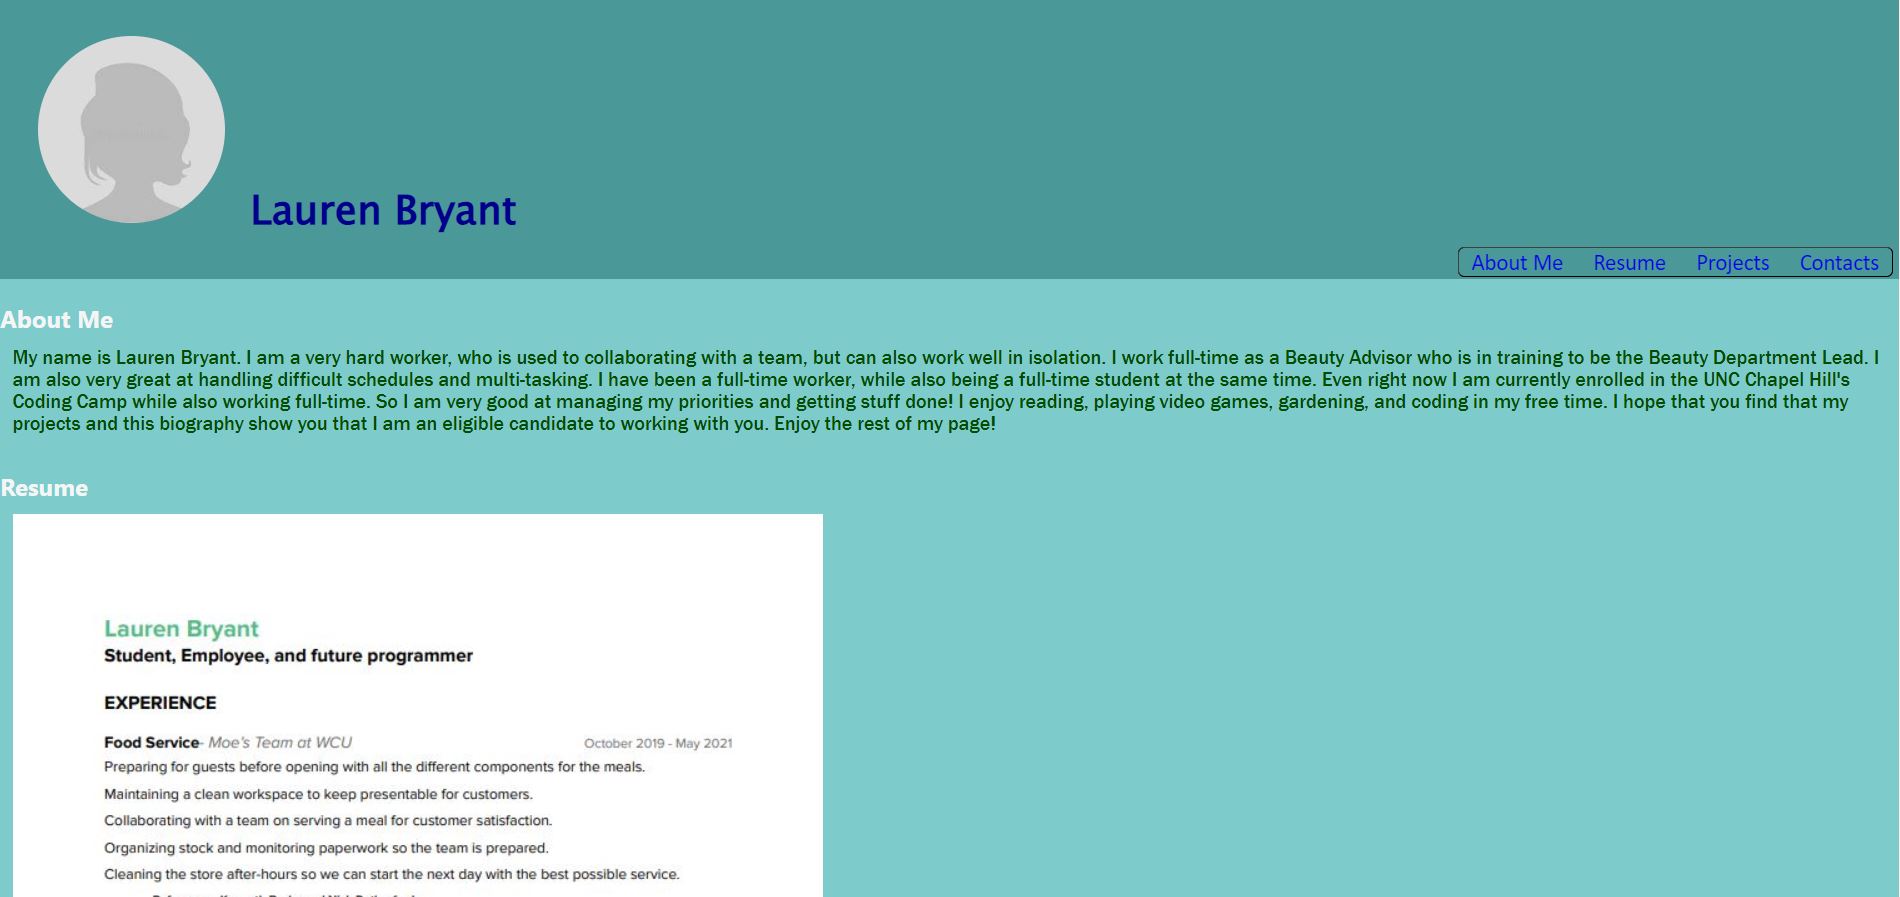 Lauren Bryant
About Me Resume Projects Contacts
About Me
My name is Lauren Bryant. I am a very hard worker, who is used to collaborating with a team, but can also work well in isolation. I work full-time as a Beauty Advisor who is in training to be the Beauty Department Lead. I
am also very great at handling difficult schedules and multi-tasking. I have been a full-time worker, while also being a full-time student at the same time. Even right now I am currently enrolled in the UNC Chapel Hill's
Coding Camp while also working full-time. So I am very good at managing my priorities and getting stuff done! I enjoy reading, playing video games, gardening, and coding in my free time. I hope that you find that my
projects and this biography show you that I am an eligible candidate to working with you. Enjoy the rest of my page!
Resume
Lauren Bryant
Student, Employee, and future programmer
EXPERIENCE
Food Service- Moe's Team at WCU October 2019 - May 2021
Preparing for guests before opening with all the different components for the meals.
Maintaining a clean workspace to keep presentable for customers.
Collaborating with a team on serving a meal for customer satisfaction.
Organizing stock and monitoring paperwork so the team is prepared.
Cleaning the store after-hours so we can start the next day with the best possible service.